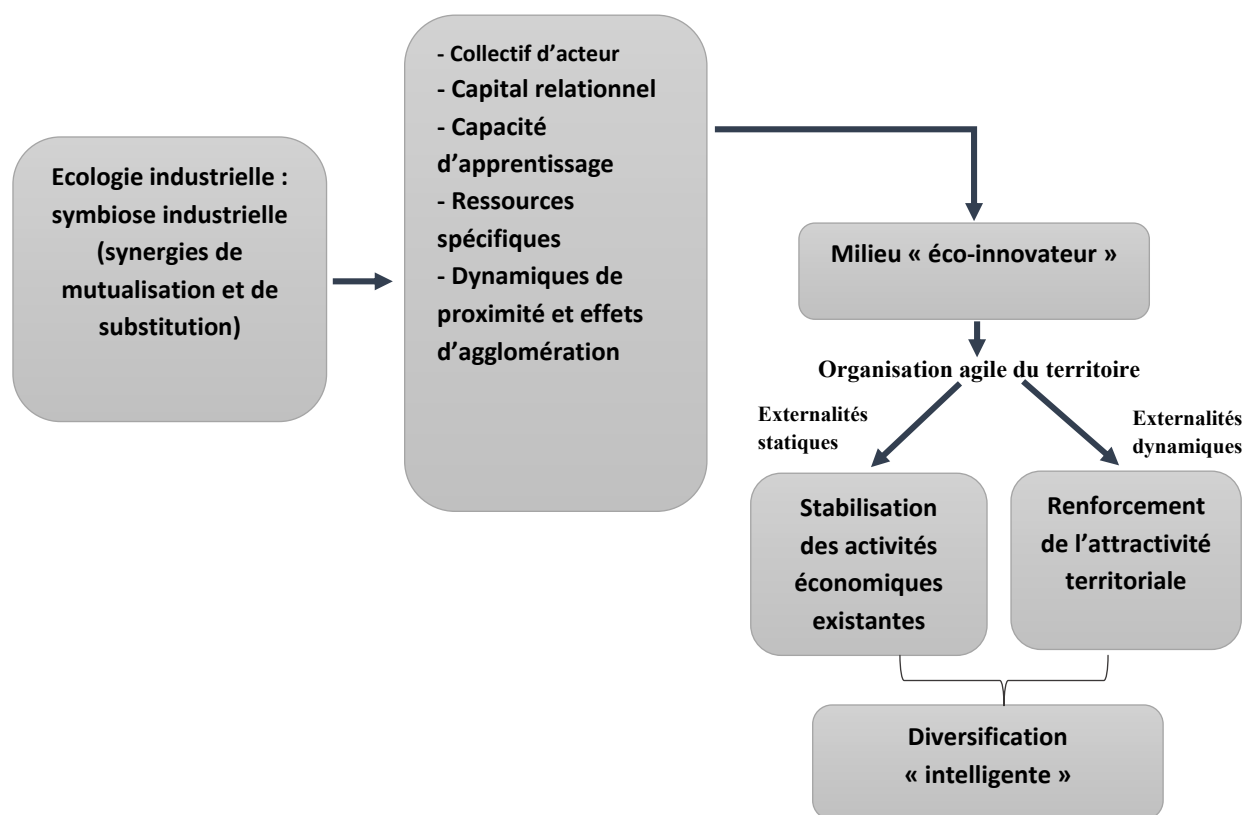 Ecologie industrielle :
symbiose industrielle
(synergies de
mutualisation et de
substitution)
- Collectif d’acteur
- Capital relationnel
- Capacité
d’apprentissage
- Ressources
spécifiques
- Dynamiques de
proximité et effets
d’agglomération
Milieu « éco-innovateur »
Organisation agile du territoire
Externalités
statiques
Externalités
dynamiques
Stabilisation
des activités
économiques
existantes
Renforcement
de l’attractivité
territoriale
Diversification
« intelligente »